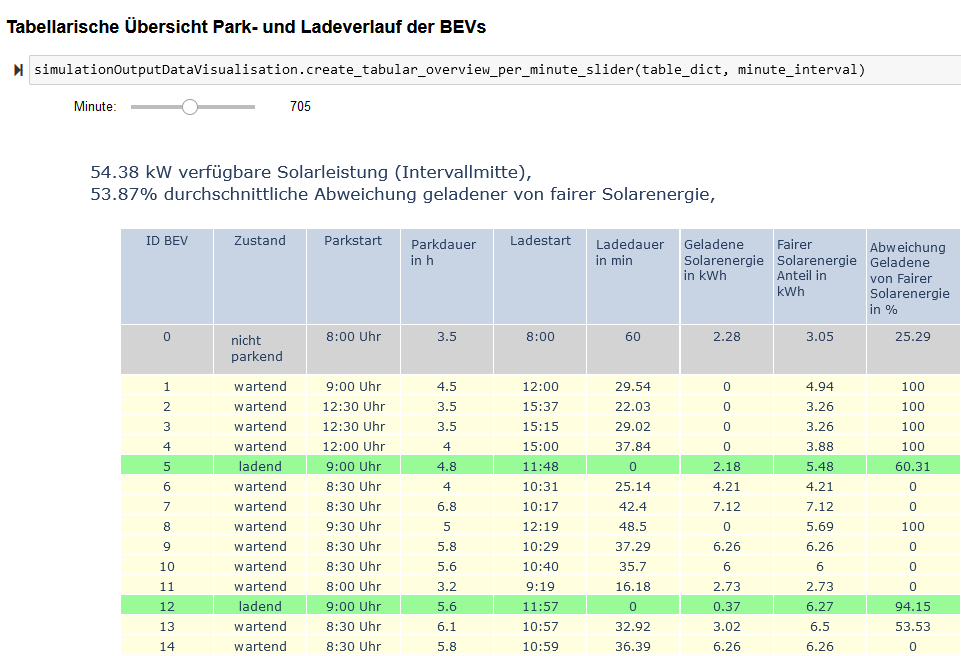 Tabellarische Übersicht Park- und Ladeverlauf der BEVs
simulationOutputDataVisualisation.create_tabular_overview_per_minute_slider(table_dict, minute_interval)
Minute: 705
54.38 kW verfügbare Solarleistung (Intervallmitte),
53.87% durchschnittliche Abweichung geladener von fairer Solarenergie,
ID BEV Zustand Parkstart Parkdauer in h Ladestart Ladedauer in min Geladene Solarenergie in kWh Fairer Solarenergie Anteil in kWh Abweichung Geladene von Fairer Solarenergie in %
0 nicht parkend 8:00 Uhr 3.5 8:00 60 2.28 3.05 25.29
1 wartend 9:00 Uhr 4.5 12:00 29.54 0 4.94 100
2 wartend 12:30 Uhr 3.5 15:37 22.03 0 3.26 100
3 wartend 12:30 Uhr 3.5 15:15 29.02 0 3.26 100
4 wartend 12:00 Uhr 4 15:00 37.84 0 3.88 100
5 ladend 9:00 Uhr 4.8 11:48 0 2.18 5.48 60.31
6 wartend 8:30 Uhr 4 10:31 25.14 4.21 4.21 0
7 wartend 8:30 Uhr 6.8 10:17 42.4 7.12 7.12 0
8 wartend 9:30 Uhr 5 12:19 48.5 0 5.69 100
9 wartend 8:30 Uhr 5.8 10:29 37.29 6.26 6.26 0
10 wartend 8:30 Uhr 5.6 10:40 35.7 6 6 0
11 wartend 8:00 Uhr 3.2 9:19 16.18 2.73 2.73 0
12 ladend 9:00 Uhr 5.6 11:57 0 0.37 6.27 94.15
13 wartend 8:30 Uhr 6.1 10:57 32.92 3.02 6.5 53.53
14 wartend 8:30 Uhr 5.8 10:59 36.39 6.26 6.26 0